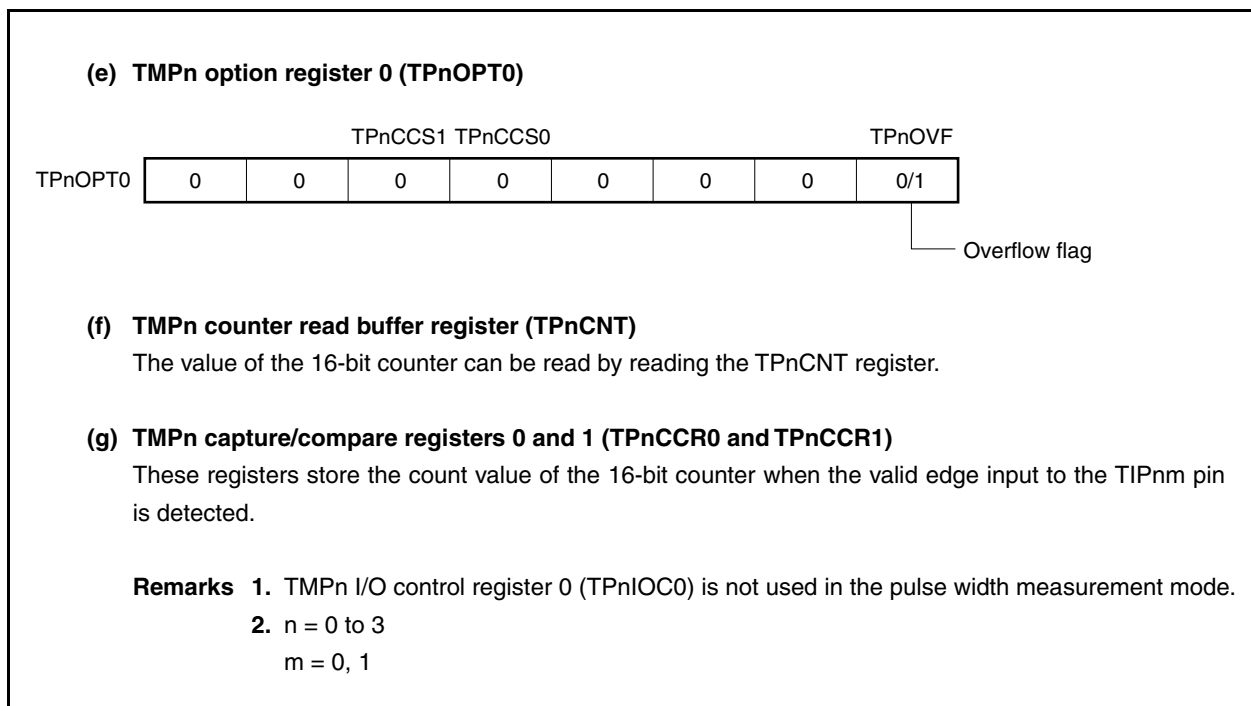 (e) TMPn option register 0 (TPnOPT0)
TPnCCS1 TPnCCS0 TPnOVF
TPnOPT0 0 0 0 0 0 0 0 0/1
Overflow flag
(f) TMPn counter read buffer register (TPnCNT)
The value of the 16-bit counter can be read by reading the TPnCNT register.
(g) TMPn capture/compare registers 0 and 1 (TPnCCR0 and TPnCCR1)
These registers store the count value of the 16-bit counter when the valid edge input to the TIPnm pin
is detected.
Remarks 1. TMPn I/O control register 0 (TPnIOC0) is not used in the pulse width measurement mode.
2. n = 0 to 3
m = 0, 1